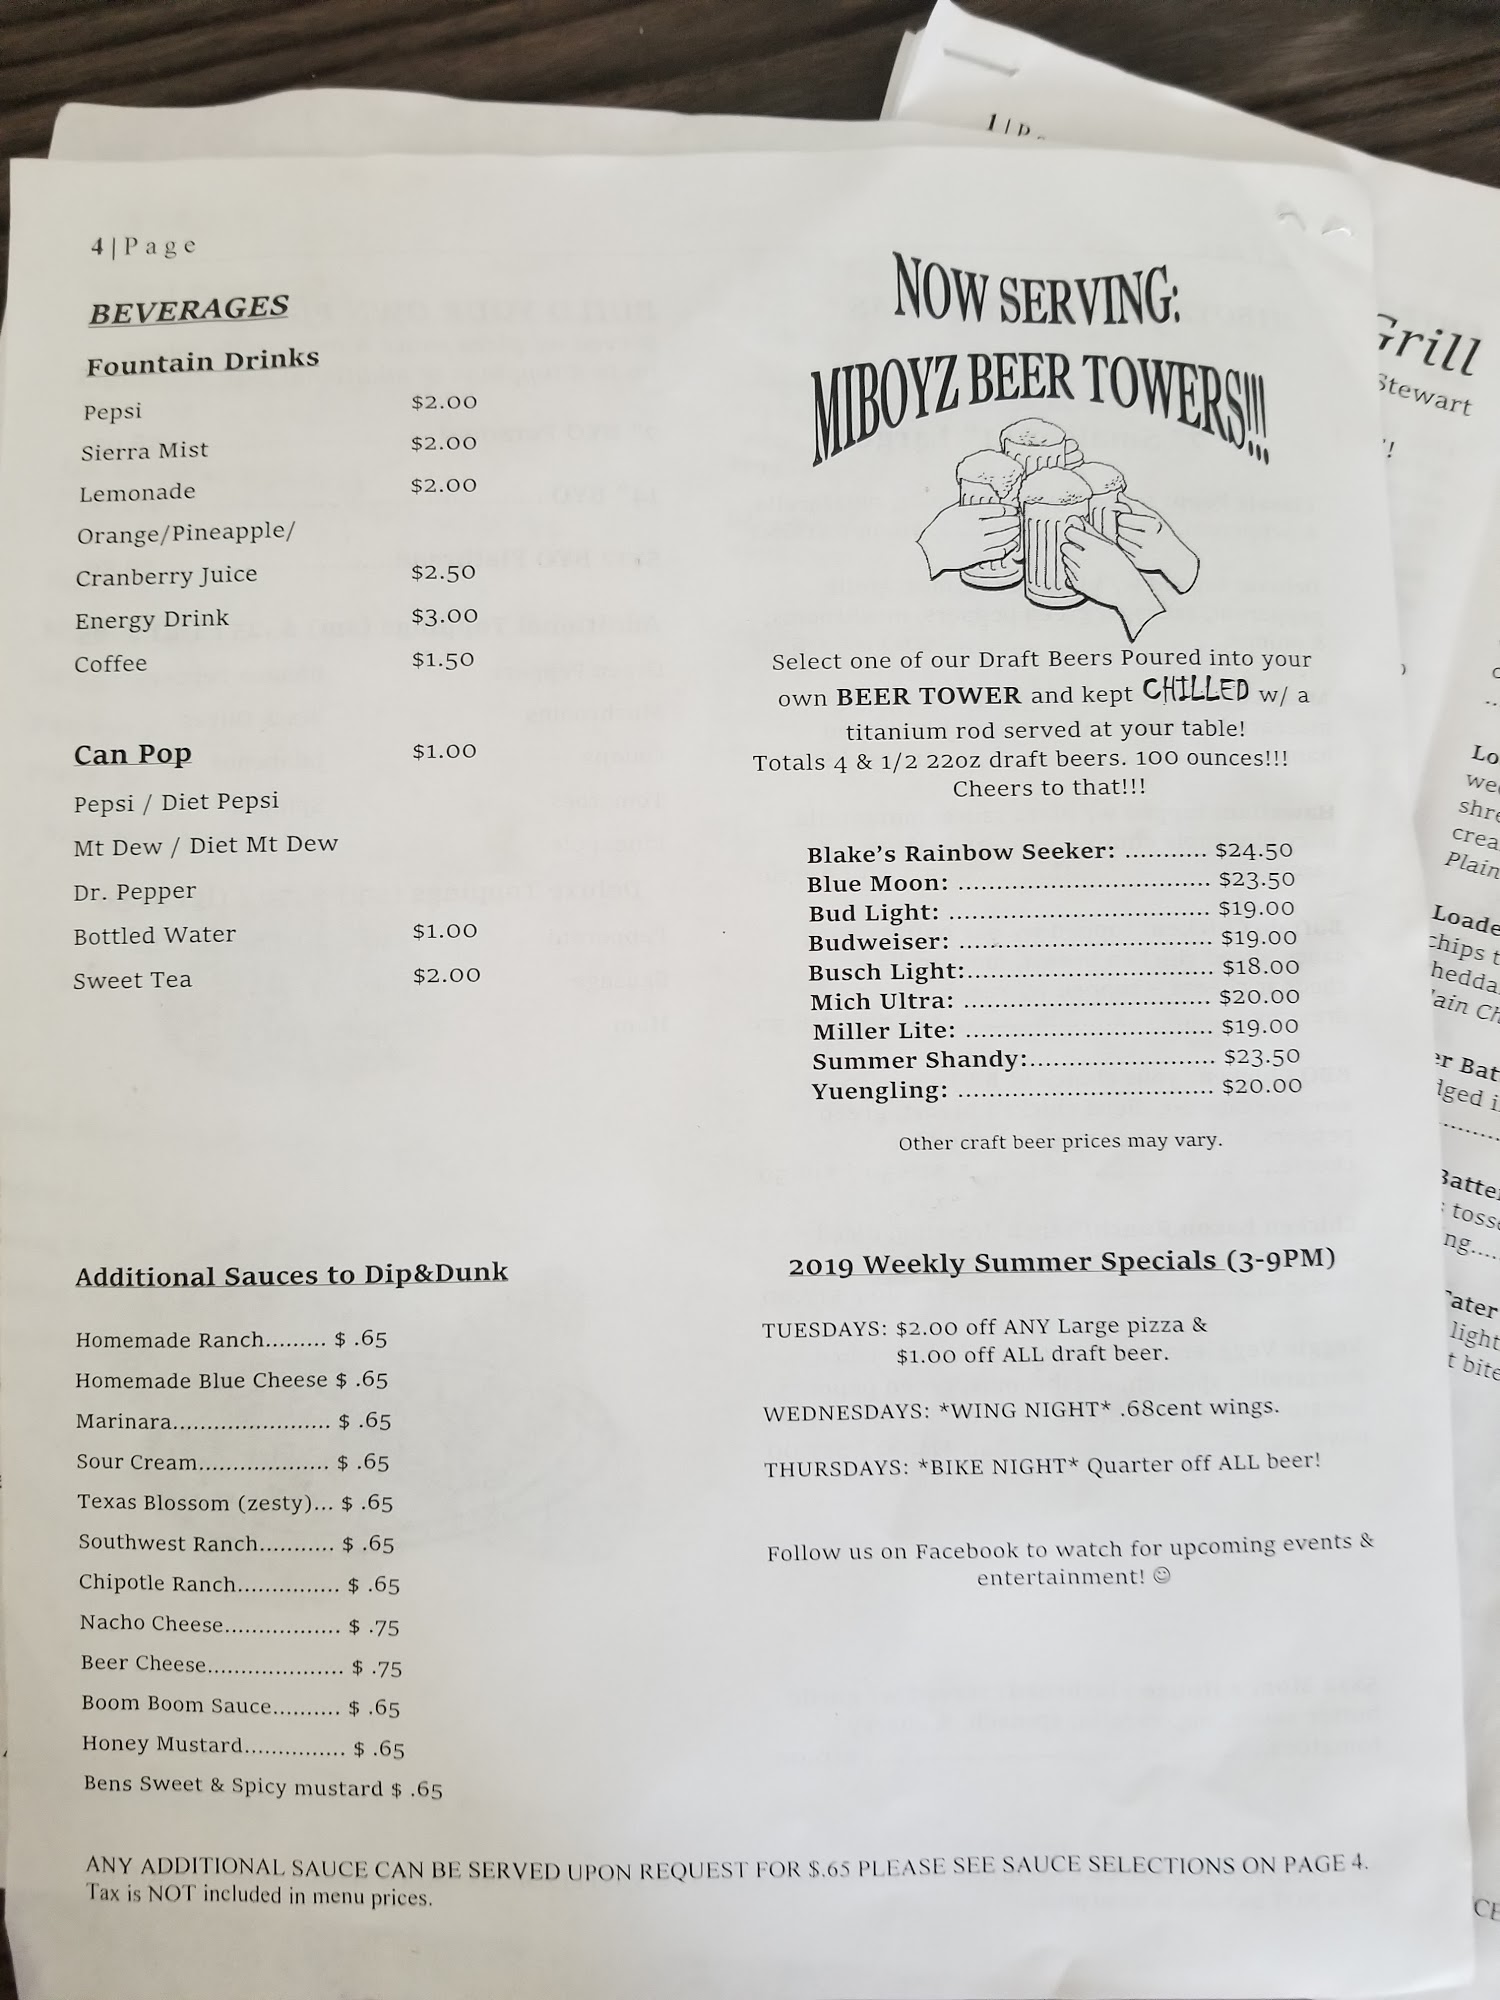 4|Page
BEVERAGES
Fountain Drinks
Pepsi $2.00
Sierra Mist $2.00
Lemonade $2.00
Orange/Pineapple/
Cranberry Juice $2.50
Energy Drink $3.00
Coffee $1.50
Can Pop $1.00
Pepsi / Diet Pepsi
Mt Dew / Diet Mt Dew
Dr. Pepper
Bottled Water $1.00
Sweet Tea $2.00
Additional Sauces to Dip&Dunk
Homemade Ranch......... $ .65
Homemade Blue Cheese $ .65
Marinara....................... $ .65
Sour Cream................... $ .65
Texas Blossom (zesty)... $ .65
Southwest Ranch........... $ .65
Chipotle Ranch............... $ .65
Nacho Cheese................. $ .75
Beer Cheese.................... $ .75
Boom Boom Sauce.......... $ .65
Honey Mustard............... $ .65
Bens Sweet & Spicy mustard $ .65
NOW SERVING:
MIBOYZ BEER TOWERS!!!
Select one of our Draft Beers Poured into your
own BEER TOWER and kept CHILLED w/ a
titanium rod served at your table!
Totals 4 & 1/2 22oz draft beers. 100 ounces!!!
Cheers to that!!!
Blake's Rainbow Seeker: ........... $24.50
Blue Moon: .................................. $23.50
Bud Light: ................................... $19.00
Budweiser: .................................. $19.00
Busch Light:................................. $18.00
Mich Ultra: ................................. $20.00
Miller Lite: ................................. $19.00
Summer Shandy:......................... $23.50
Yuengling: .................................. $20.00
Other craft beer prices may vary.
2019 Weekly Summer Specials (3-9PM)
TUESDAYS: $2.00 off ANY Large pizza &
$1.00 off ALL draft beer.
WEDNESDAYS: *WING NIGHT* .68cent wings.
THURSDAYS: *BIKE NIGHT* Quarter off ALL beer!
Follow us on Facebook to watch for upcoming events &
entertainment! ☺
ANY ADDITIONAL SAUCE CAN BE SERVED UPON REQUEST FOR $.65 PLEASE SEE SAUCE SELECTIONS ON PAGE 4.
Tax is NOT included in menu prices.
Grill
Stewart